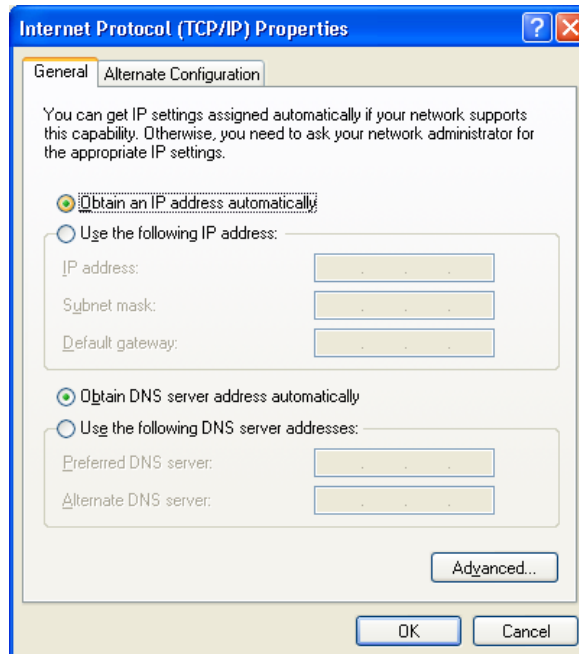 Internet Protocol (TCP/IP) Properties
General
Alternate Configuration
You can get IP settings assigned automatically if your network supports
this capability. Otherwise, you need to ask your network administrator for
the appropriate IP settings.
Obtain an IP address automatically
Use the following IP address:
IP address:
Subnet mask:
Default gateway:
Obtain DNS server address automatically
Use the following DNS server addresses:
Preferred DNS server:
Alternate DNS server:
Advanced...
OK
Cancel